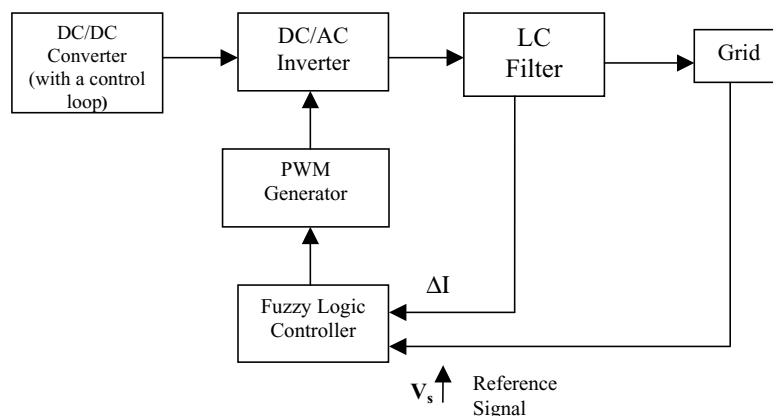 DC/DC
Converter
(with a control
loop)
DC/AC
Inverter
LC
Filter
Grid
PWM
Generator
Fuzzy Logic
Controller
ΔI
Vs
Reference
Signal